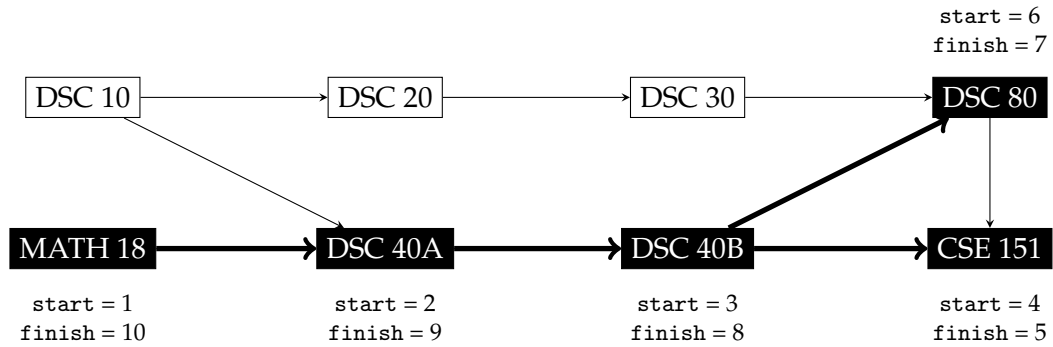 start = 6
finish = 7
DSC 10
DSC 20
DSC 30
DSC 80
MATH 18
DSC 40A
DSC 40B
CSE 151
start = 1
finish = 10
start = 2
finish = 9
start = 3
finish = 8
start = 4
finish = 5